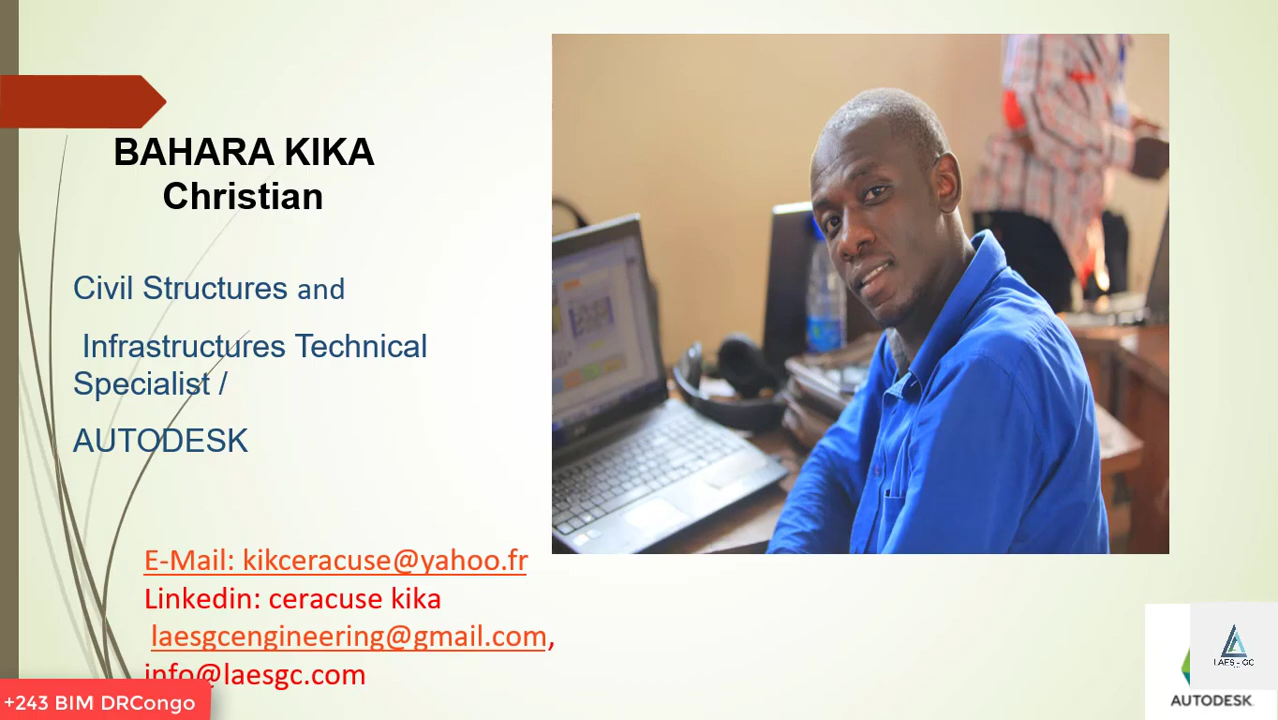 BAHARA KIKA
Christian
Civil Structures and
Infrastructures Technical
Specialist /
AUTODESK
E-Mail: kikceracuse@yahoo.fr
Linkedin: ceracuse kika
laesgcengineering@gmail.com,
info@laesgc.com
+243 BIM DRCongo
LAES - GC
AUTODESK